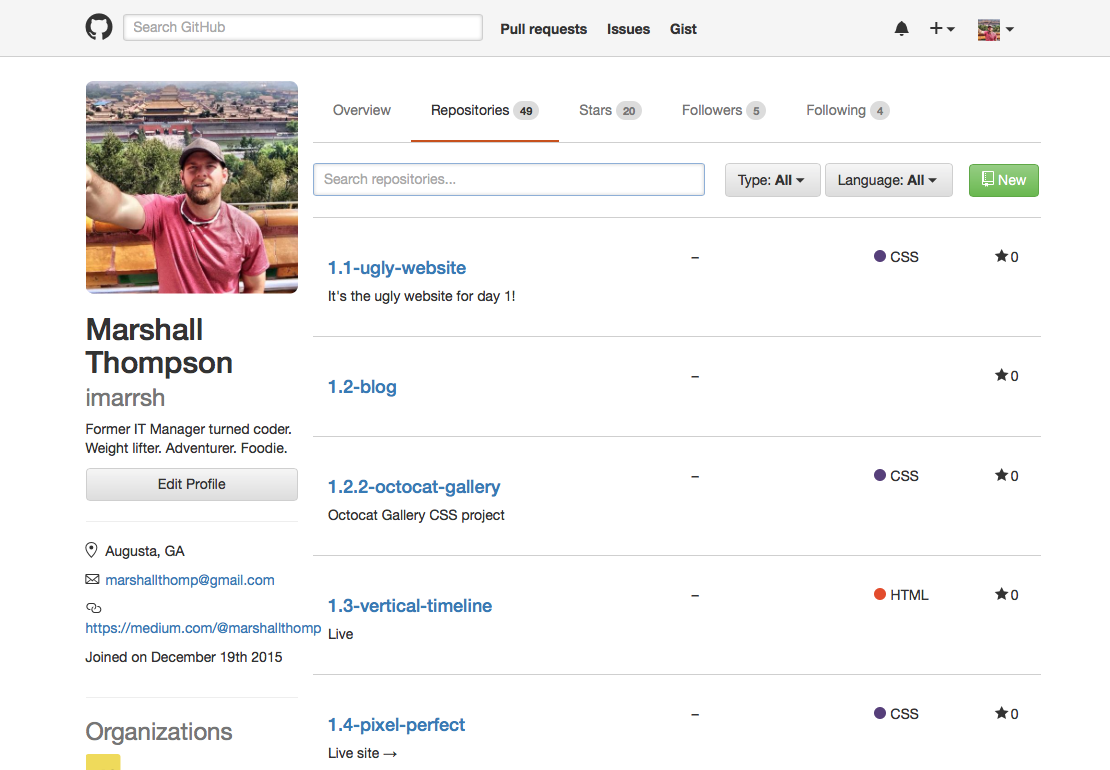 Search GitHub
Pull requests
Issues
Gist
Overview
Repositories 49
Stars 20
Followers 5
Following 4
Search repositories...
Type: All
Language: All
New
Marshall
Thompson
imarrsh
Former IT Manager turned coder.
Weight lifter. Adventurer. Foodie.
Edit Profile
Augusta, GA
marshallthomp@gmail.com
https://medium.com/@marshallthomp
Joined on December 19th 2015
Organizations
1.1-ugly-website
–
CSS
0
It's the ugly website for day 1!
1.2-blog
–
0
1.2.2-octocat-gallery
–
CSS
0
Octocat Gallery CSS project
1.3-vertical-timeline
–
HTML
0
Live
1.4-pixel-perfect
–
CSS
0
Live site →